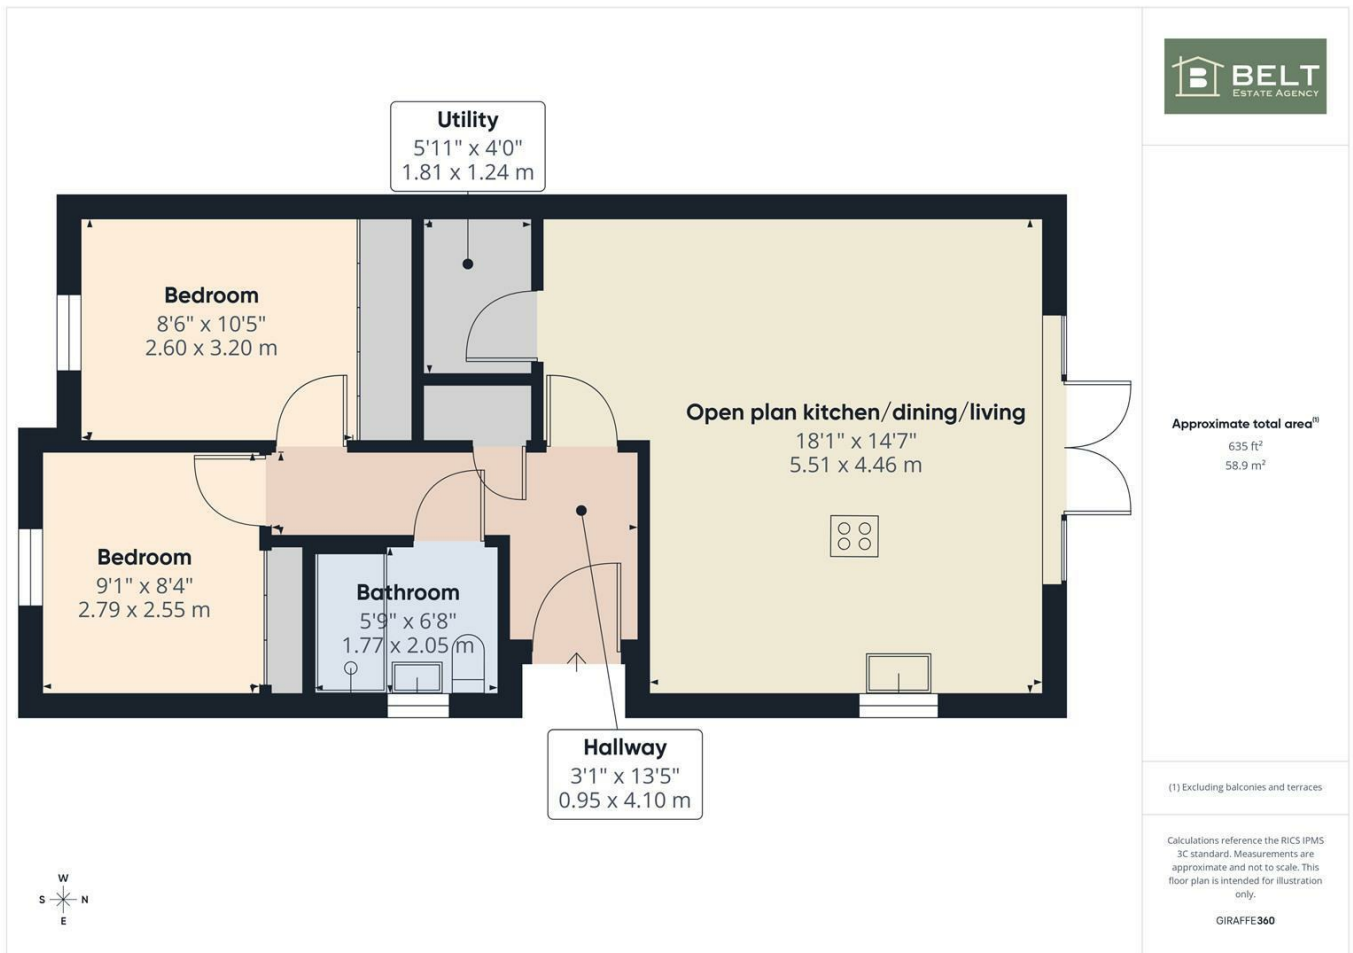 BELT
ESTATE AGENCY
Utility
5'11" x 4'0"
1.81 x 1.24 m
Bedroom
8'6" x 10'5"
2.60 x 3.20 m
Open plan kitchen/dining/living
18'1" x 14'7"
5.51 x 4.46 m
Bedroom
9'1" x 8'4"
2.79 x 2.55 m
Bathroom
5'9" x 6'8"
1.77 x 2.05 m
Hallway
3'1" x 13'5"
0.95 x 4.10 m
W
S N
E
Approximate total area⁽¹⁾
635 ft²
58.9 m²
(1) Excluding balconies and terraces
Calculations reference the RICS IPMS
3C standard. Measurements are
approximate and not to scale. This
floor plan is intended for illustration
only.
GIRAFFE360